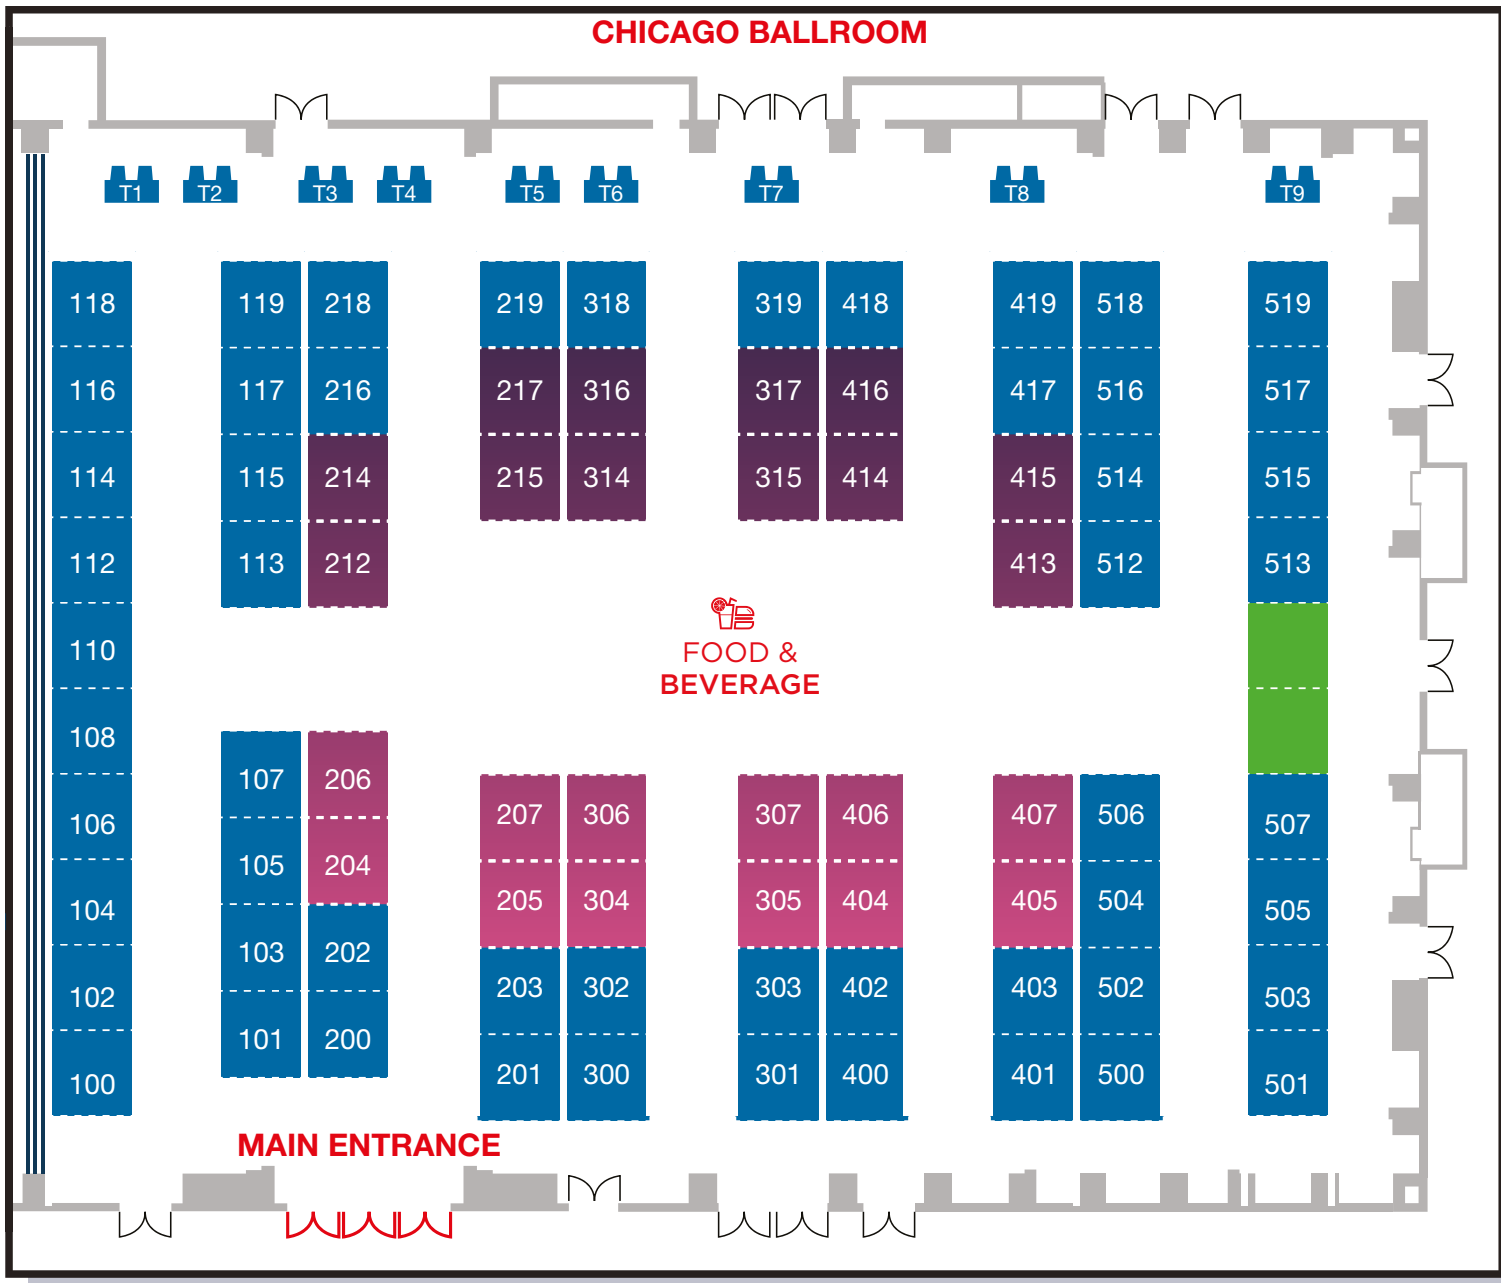 CHICAGO BALLROOM
T1 T2 T3 T4 T5 T6 T7 T8 T9
118 119 218 219 318 319 418 419 518 519
116 117 216 217 316 317 416 417 516 517
114 115 214 215 314 315 414 415 514 515
112 113 212 413 512 513
110
FOOD &
BEVERAGE
108
107 206
106 207 306 307 406 407 506 507
105 204
104 205 304 305 404 405 504 505
103 202
102 203 302 303 402 403 502 503
101 200
100 201 300 301 400 401 500 501
MAIN ENTRANCE